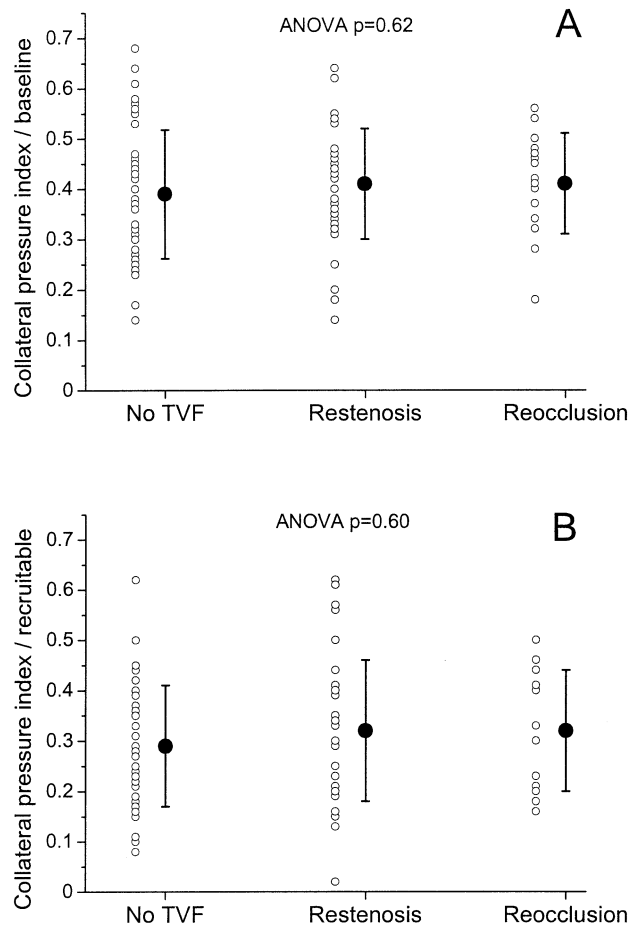 ANOVA p=0.62
A
Collateral pressure index / baseline
0.7
0.6
0.5
0.4
0.3
0.2
0.1
0
No TVF Restenosis Reocclusion
ANOVA p=0.60
B
Collateral pressure index / recruitable
0.7
0.6
0.5
0.4
0.3
0.2
0.1
0
No TVF Restenosis Reocclusion